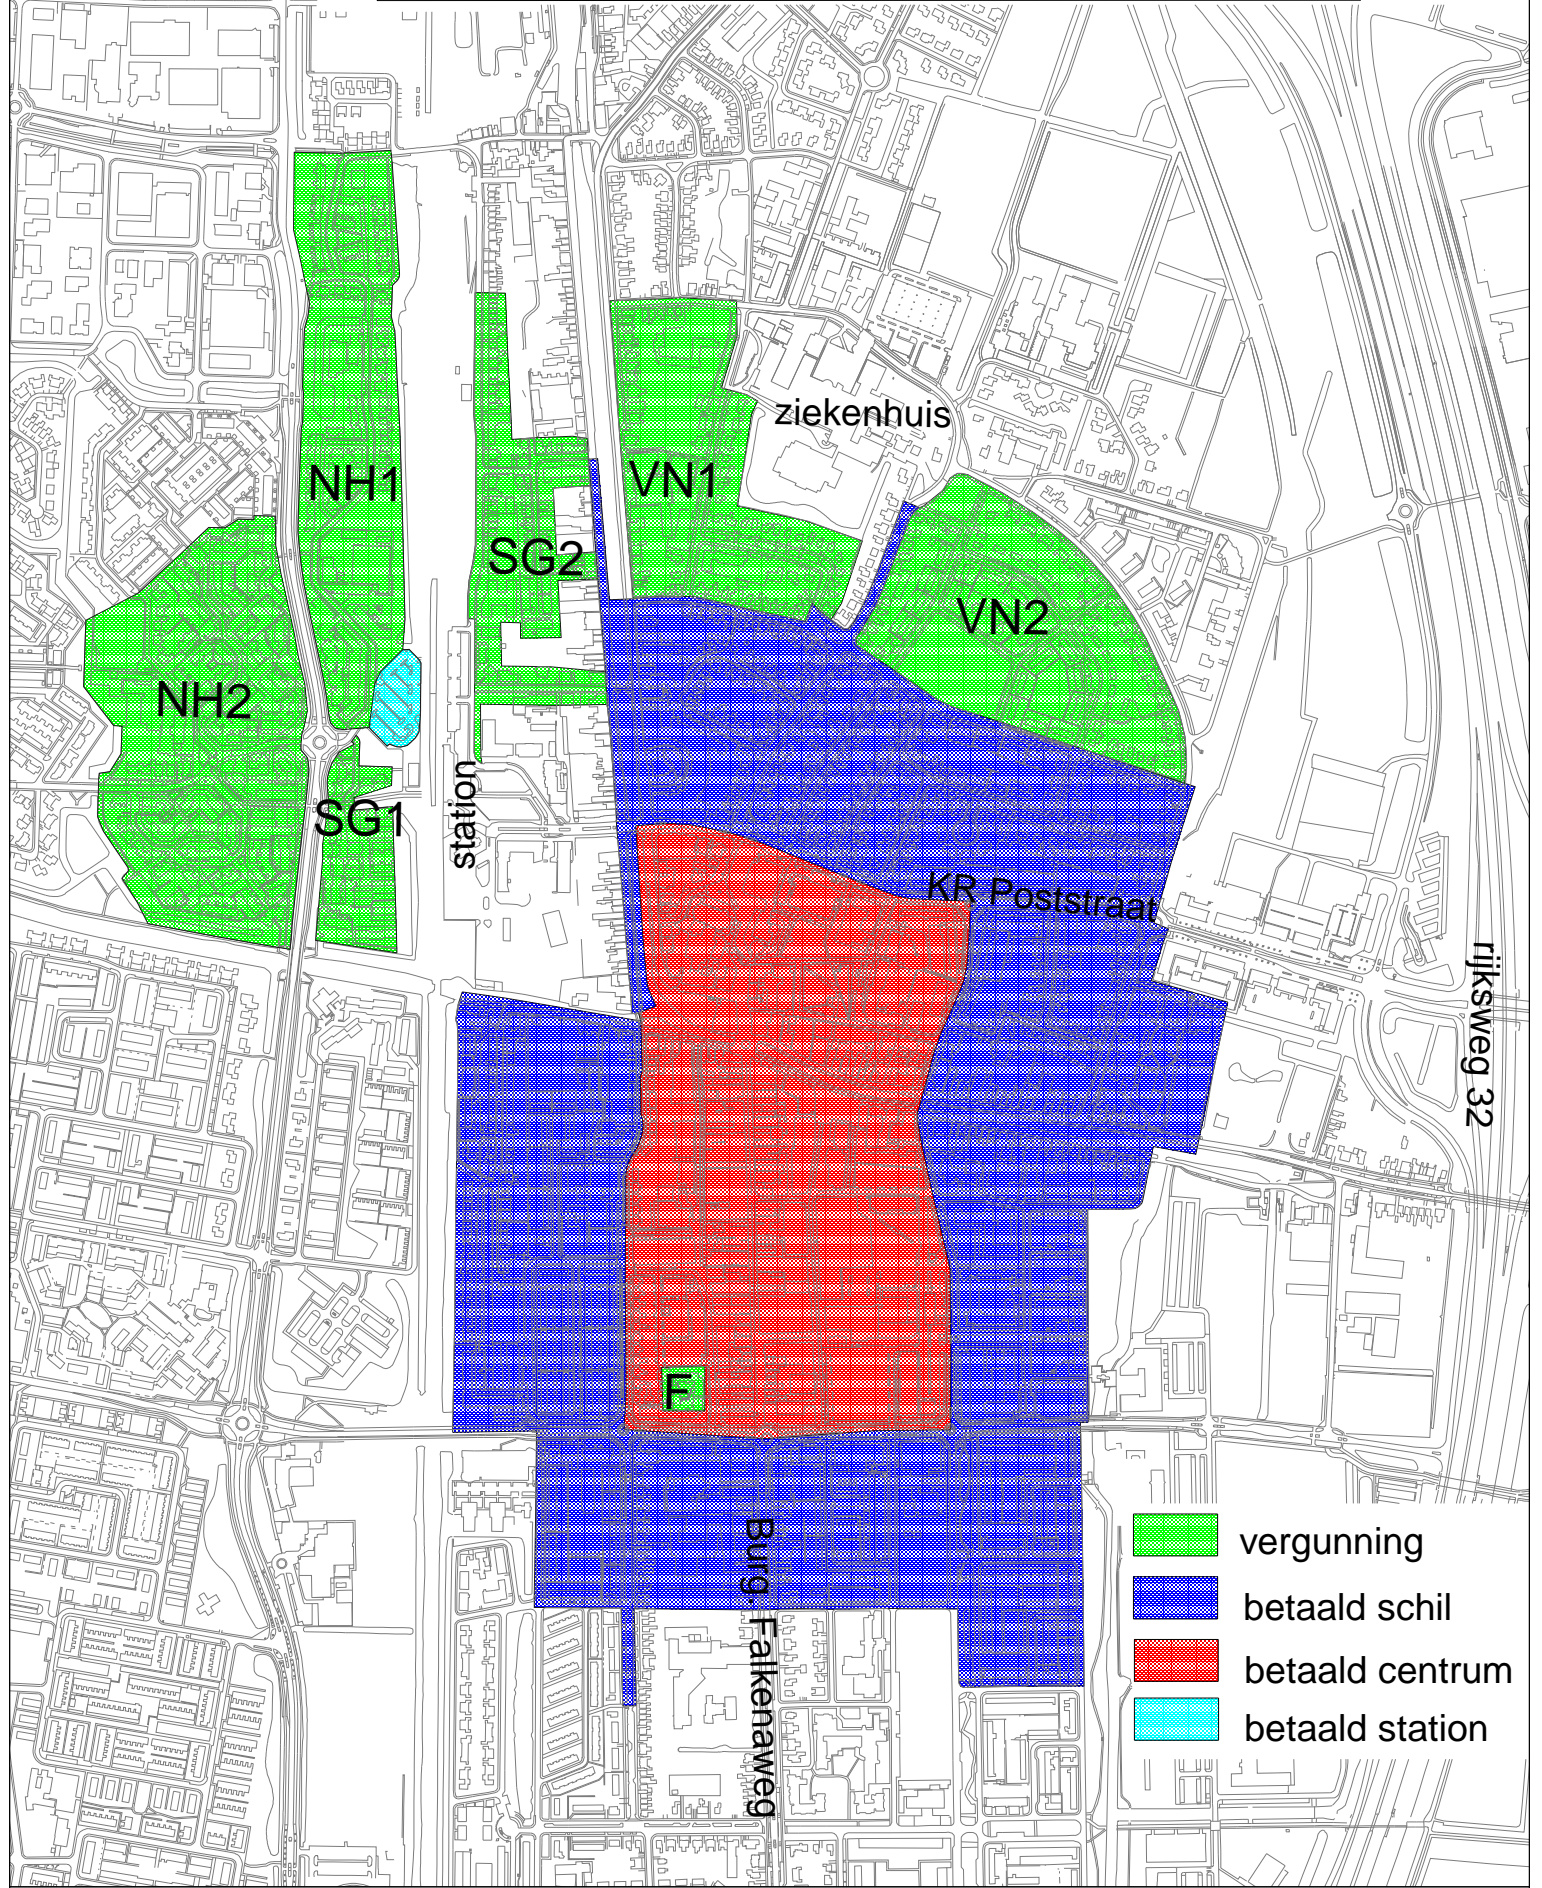 ziekenhuis
NH1
VN1
SG2
VN2
NH2
SG1
station
KR Poststraat
rijksweg 32
F
Burg. Falkenaweg
vergunning
betaald schil
betaald centrum
betaald station